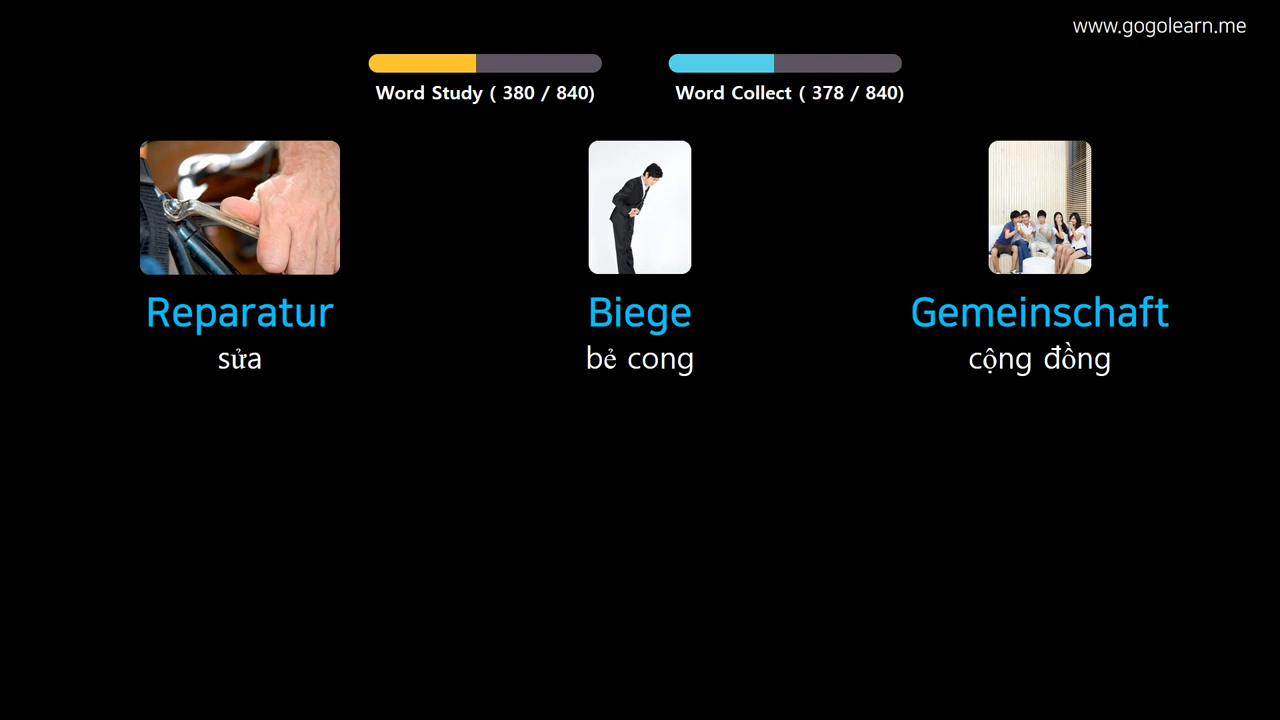 www.gogolearn.me
Word Study ( 380 / 840)
Word Collect ( 378 / 840)
Reparatur
sửa
Biege
bẻ cong
Gemeinschaft
cộng đồng